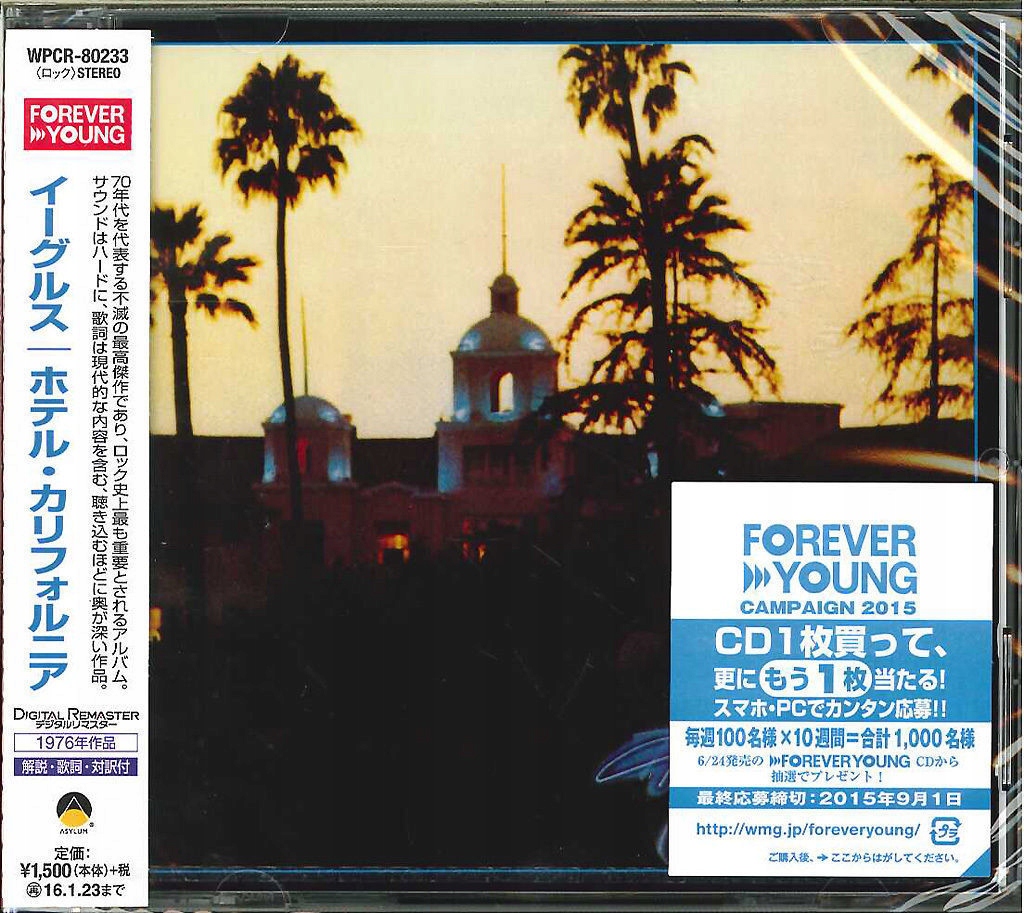 WPCR-80233
〈ロック〉STEREO
FOREVER
YOUNG
イーグルス｜ホテル・カリフォルニア
70年代を代表する不滅の最高傑作であり、ロック史上最も重要とされるアルバム。
サウンドはハードに、歌詞は現代的な内容を含む、聴き込むほどに奥が深い作品。
DIGITAL REMASTER
デジタルリマスター
1976年作品
解説・歌詞・対訳付
ASYLUM®
定価:
¥1,500(本体)+税
㋐16.1.23まで
FOREVER
YOUNG
CAMPAIGN 2015
CD1枚買って、
更にもう1枚当たる!
スマホ・PCでカンタン応募!!
毎週100名様×10週間=合計1,000名様
6/24発売の FOREVER YOUNG CDから
抽選でプレゼント!
最終応募締切:2015年9月1日
http://wmg.jp/foreveryoung/
プラ
ご購入後、➔ここからはがしてください。